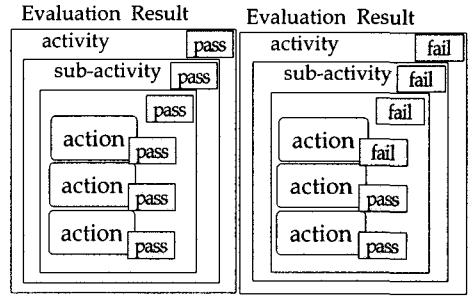 Evaluation Result
activity pass
sub-activity pass
pass
action pass
action pass
action pass
Evaluation Result
activity fail
sub-activity fail
fail
action fail
action pass
action pass